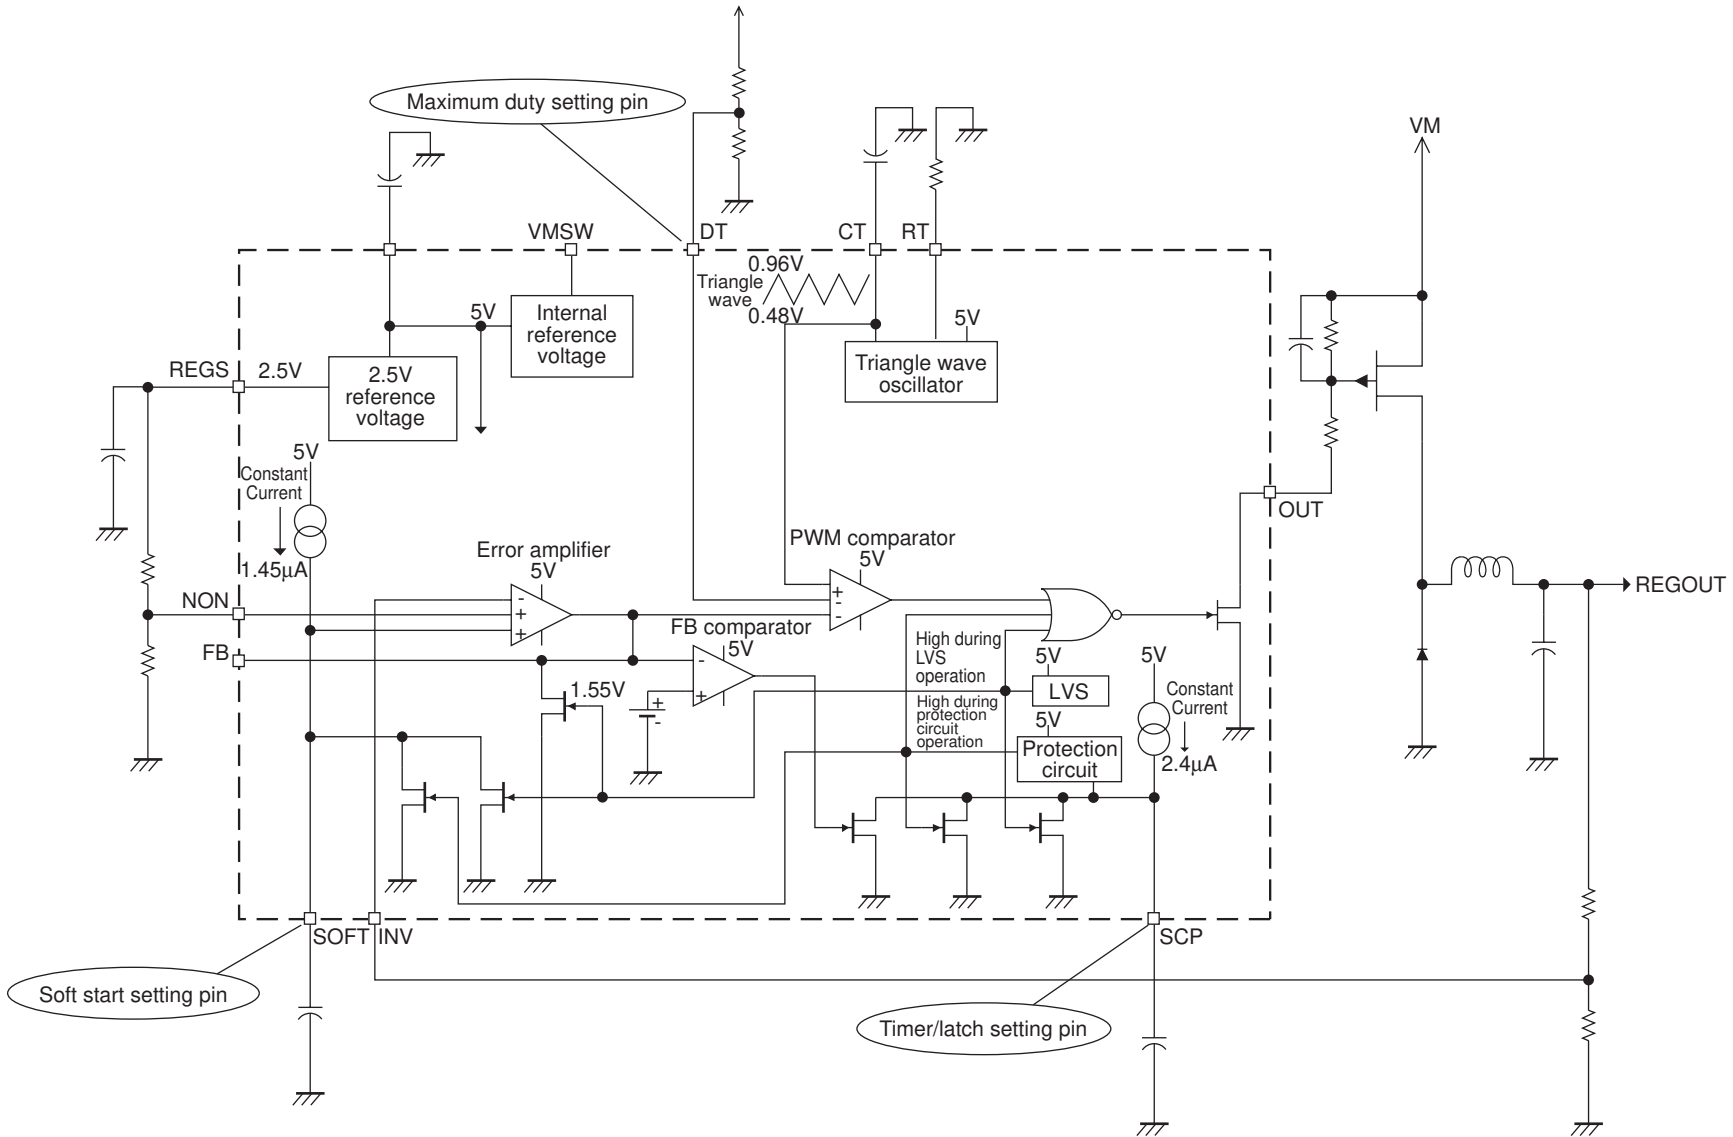 Maximum duty setting pin
VM
VMSW
DT
CT
RT
0.96V
Triangle
wave
0.48V
5V
Internal
reference
voltage
5V
REGS
2.5V
2.5V
reference
voltage
Triangle wave
oscillator
5V
Constant
Current
1.45μA
OUT
Error amplifier
5V
-
+
+
PWM comparator
5V
+
-
-
REGOUT
NON
FB
FB comparator
5V
-
+
High during
LVS
operation
5V
LVS
5V
Constant
Current
2.4μA
1.55V
+
-
High during
protection
circuit
operation
5V
Protection
circuit
SOFT
INV
SCP
Soft start setting pin
Timer/latch setting pin